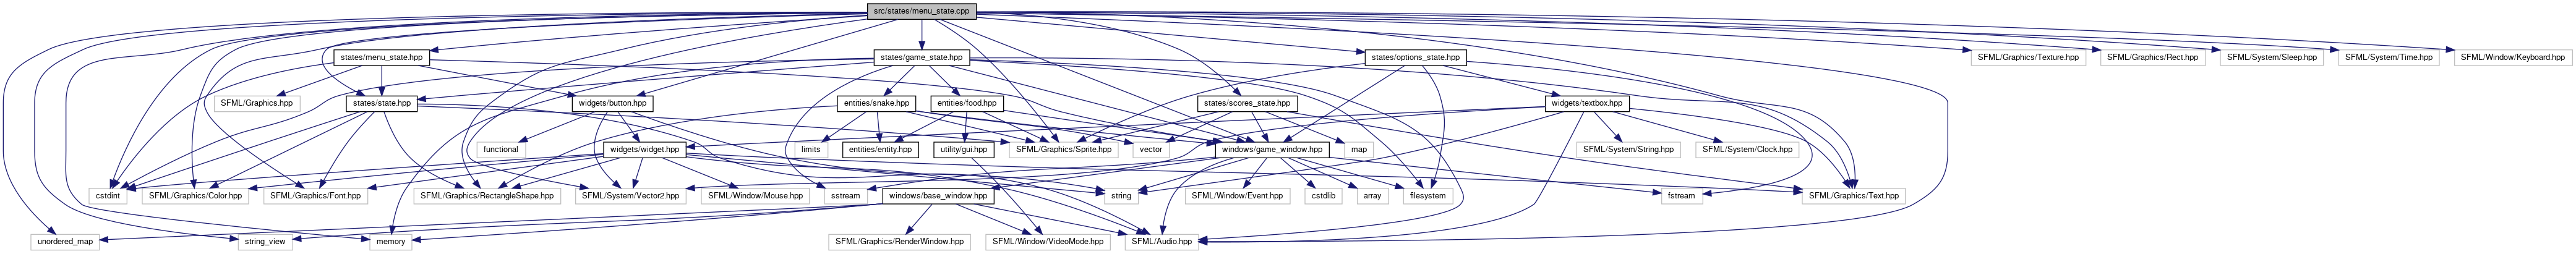 src/states/menu_state.cpp
states/menu_state.hpp
states/game_state.hpp
states/options_state.hpp
SFML/Graphics/Texture.hpp
SFML/Graphics/Rect.hpp
SFML/System/Sleep.hpp
SFML/System/Time.hpp
SFML/Window/Keyboard.hpp
SFML/Graphics.hpp
states/state.hpp
widgets/button.hpp
entities/snake.hpp
entities/food.hpp
states/scores_state.hpp
widgets/textbox.hpp
functional
widgets/widget.hpp
limits
entities/entity.hpp
utility/gui.hpp
SFML/Graphics/Sprite.hpp
vector
windows/game_window.hpp
map
SFML/System/String.hpp
SFML/System/Clock.hpp
cstdint
SFML/Graphics/Color.hpp
SFML/Graphics/Font.hpp
SFML/Graphics/RectangleShape.hpp
SFML/System/Vector2.hpp
SFML/Window/Mouse.hpp
sstream
windows/base_window.hpp
string
SFML/Window/Event.hpp
cstdlib
array
filesystem
fstream
SFML/Graphics/Text.hpp
unordered_map
string_view
memory
SFML/Graphics/RenderWindow.hpp
SFML/Window/VideoMode.hpp
SFML/Audio.hpp